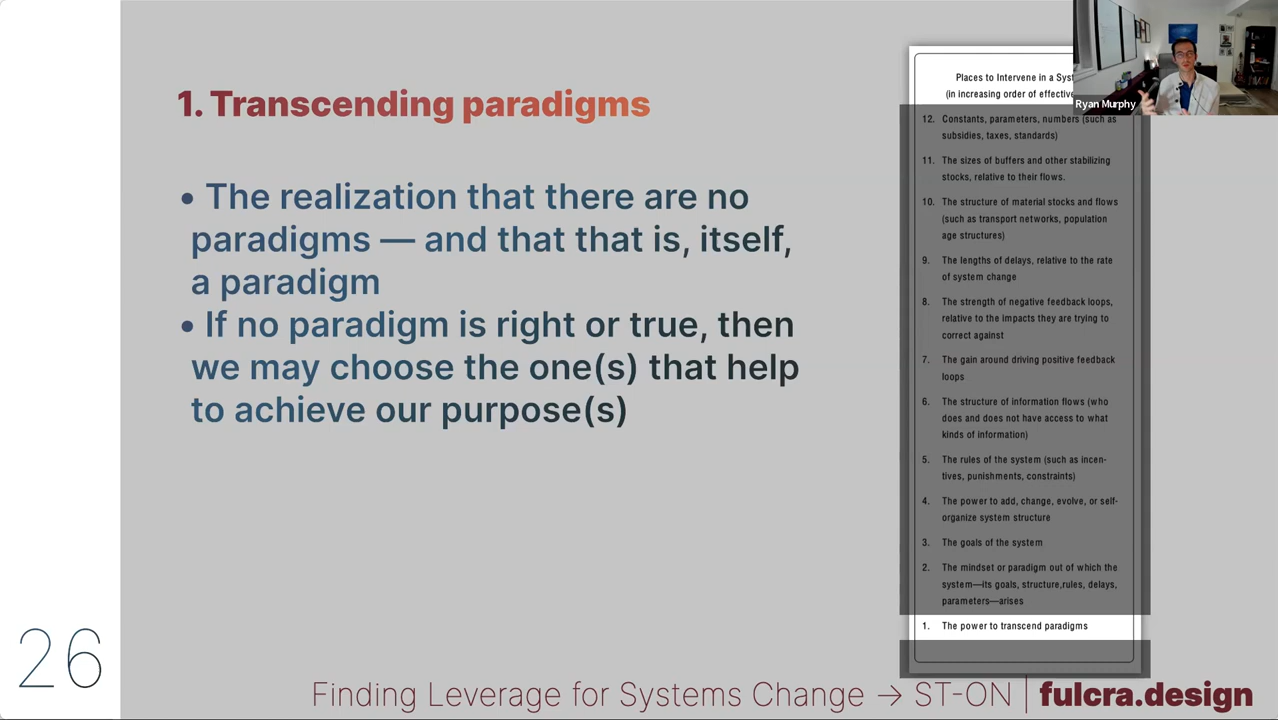 1. Transcending paradigms
• The realization that there are no
paradigms — and that that is, itself,
a paradigm
• If no paradigm is right or true, then
we may choose the one(s) that help
to achieve our purpose(s)
Places to Intervene in a
(in increasing order of
12. Constants, parameters, numbers (such as
subsidies, taxes, standards)
11. The sizes of buffers and other stabilizing
stocks, relative to their flows.
10. The structure of material stocks and flows
(such as transport networks, population
age structures)
9. The lengths of delays, relative to the rate
of system change
8. The strength of negative feedback loops,
relative to the impacts they are trying to
correct against
7. The gain around driving positive feedback
loops
6. The structure of information flows (who
does and does not have access to what
kinds of information)
5. The rules of the system (such as incen-
tives, punishments, constraints)
4. The power to add, change, evolve, or self-
organize system structure
3. The goals of the system
2. The mindset or paradigm out of which the
system—its goals, structure,rules, delays,
parameters—arises
1. The power to transcend paradigms
Ryan Murphy
26
Finding Leverage for Systems Change → ST-ON | fulcra.design